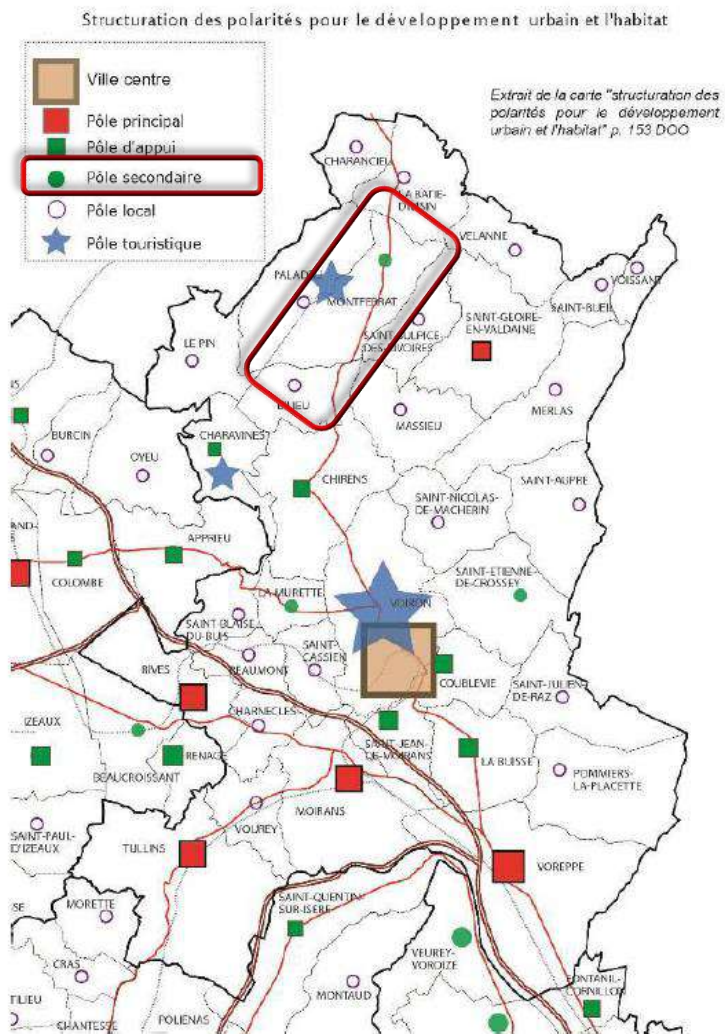 Structuration des polarités pour le développement urbain et l'habitat
Ville centre
Pôle principal
Pôle d'appui
Pôle secondaire
Pôle local
Pôle touristique
Extrait de la carte "structuration des
polarités pour le développement
urbain et l'habitat" p. 153 DOO
CHARANCIEU
LA BATIE-
DIVISIN
VELANNE
VOISSANT
PALAD
MONTFERRAT
SAINT-BUEIL
SAINT-GEOIRE-
EN-VALDAINE
SAINT-SULPICE
DES-RIVOIRES
LE PIN
BILIEU
MERLAS
MASSIEU
BURCIN
OYEU
CHARAVINES
CHIRENS
SAINT-AUPRE
SAINT-NICOLAS-
DE-MACHERIN
AND-
APPRIEU
COLOMBE
SAINT-ETIENNE
DE-CROSSEY
LA MURETTE
VOIRON
SAINT-BLAISE-
DU-BUIS
SAINT-
CASSIEN
BEAUMONT
RIVES
COUBLEVIE
SAINT-JULIEN-
DE-RAZ
CHARNECLES
IZEAUX
RENAGE
SAINT-JEAN-
DE-MOIRANS
LA BUISSE
BEAUCROISSANT
POMMIERS-
LA-PLACETTE
MOIRANS
VOUREY
SAINT-PAUL-
D'IZEAUX
TULLINS
VOREPPE
SAINT-QUENTIN
SUR-ISERE
MORETTE
VEUREY-
VOROIZE
CRAS
FONTANIL-
CORNILLON
TILIEU
MONTAUD
CHANTESSE
POLIENAS